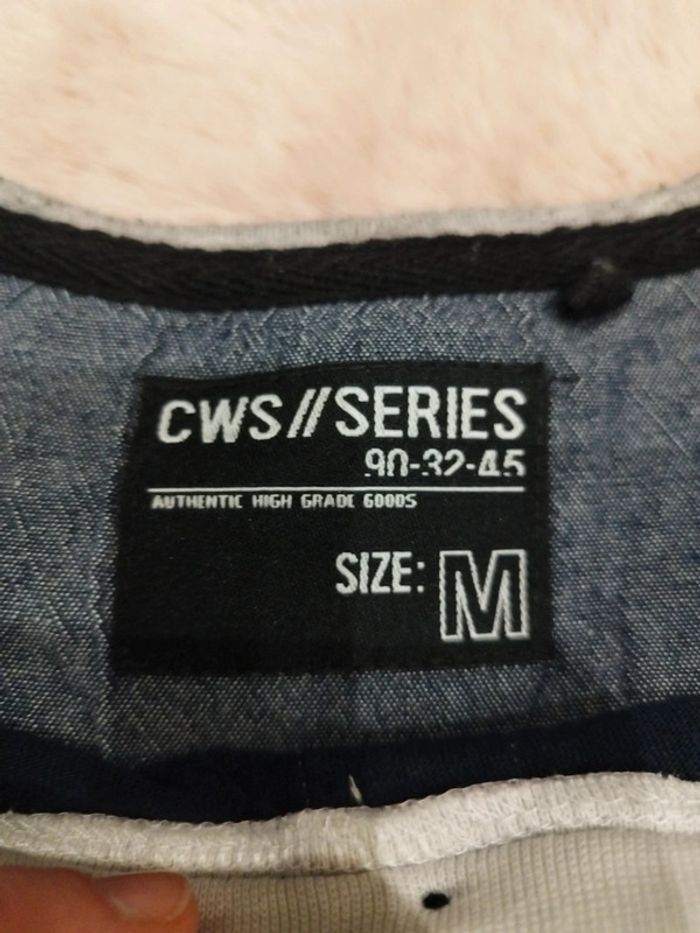 CWS//SERIES
90-32-45
AUTHENTIC HIGH GRADE GOODS
SIZE: M